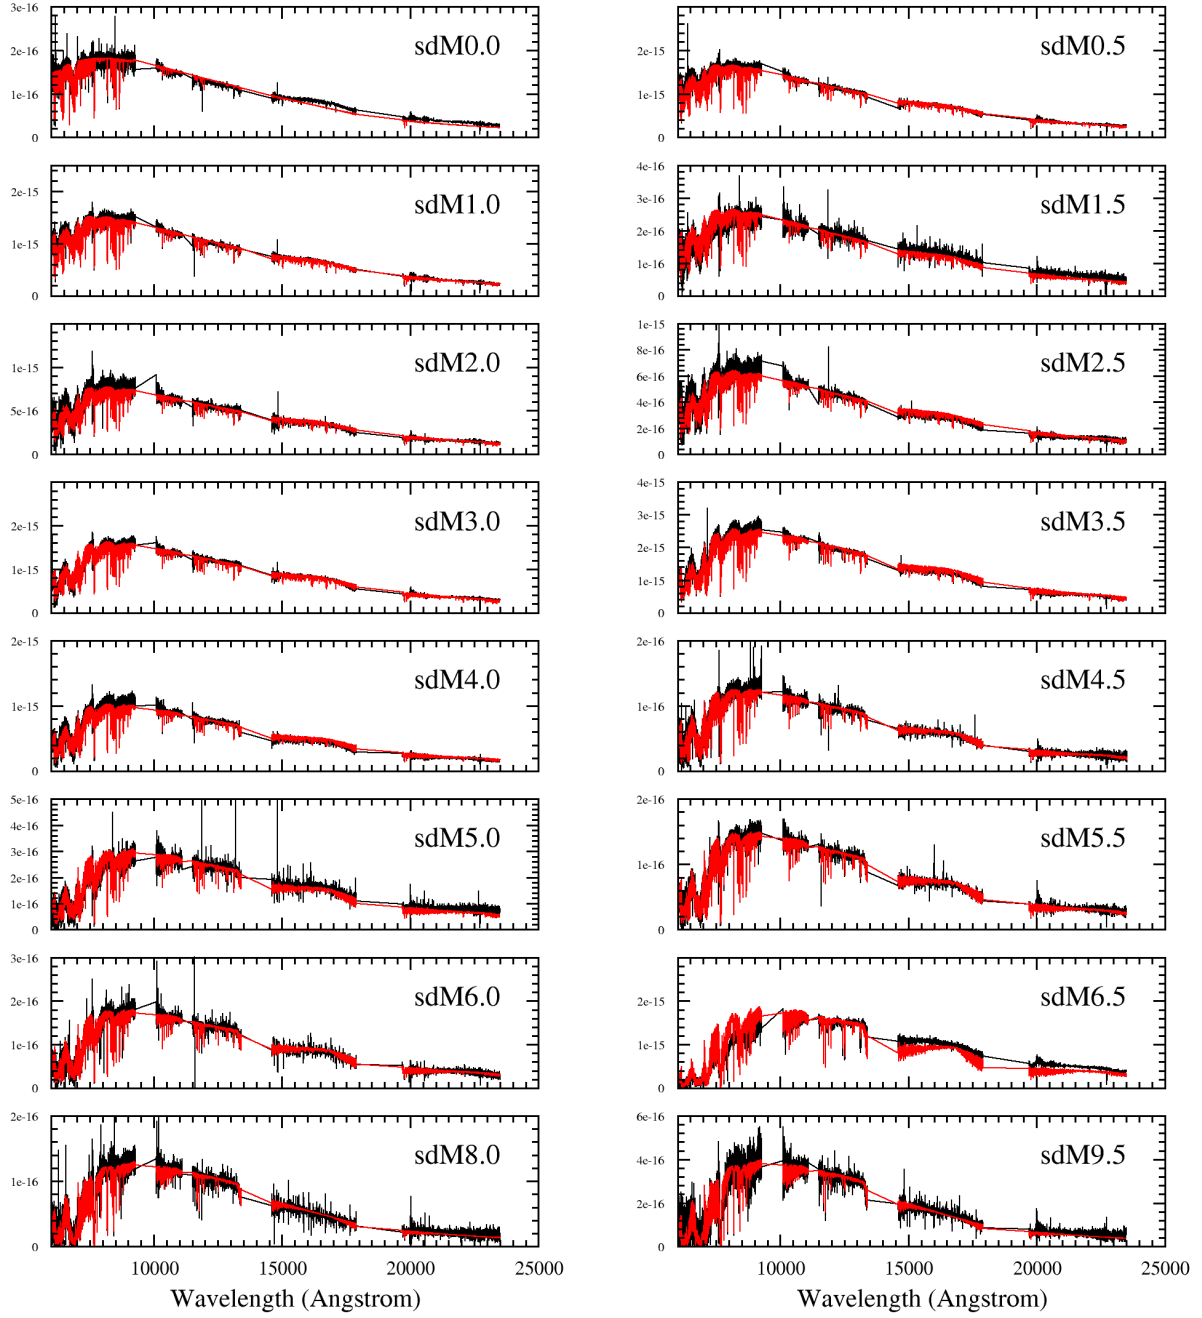 3e-16
2e-16
1e-16
0
sdM0.0
2e-15
1e-15
0
sdM0.5
2e-15
1e-15
0
sdM1.0
4e-16
3e-16
2e-16
1e-16
0
sdM1.5
1e-15
5e-16
0
sdM2.0
1e-15
8e-16
6e-16
4e-16
2e-16
0
sdM2.5
2e-15
1e-15
0
sdM3.0
4e-15
3e-15
2e-15
1e-15
0
sdM3.5
2e-15
1e-15
0
sdM4.0
2e-16
1e-16
0
sdM4.5
5e-16
4e-16
3e-16
2e-16
1e-16
0
sdM5.0
2e-16
1e-16
0
sdM5.5
3e-16
2e-16
1e-16
0
sdM6.0
2e-15
1e-15
0
sdM6.5
2e-16
1e-16
0
sdM8.0
6e-16
4e-16
2e-16
0
sdM9.5
10000 15000 20000 25000
Wavelength (Angstrom)
10000 15000 20000 25000
Wavelength (Angstrom)